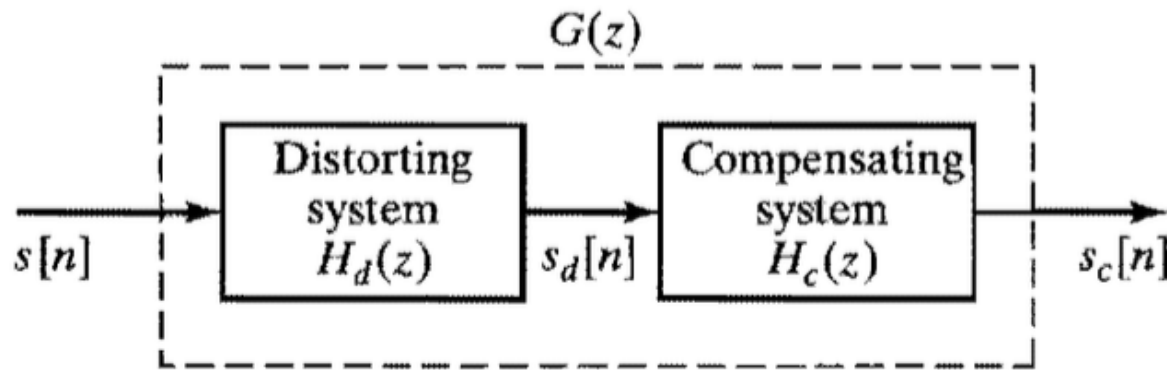 G(z)
Distorting
system
H_d(z)
Compensating
system
H_c(z)
s[n]
s_d[n]
s_c[n]